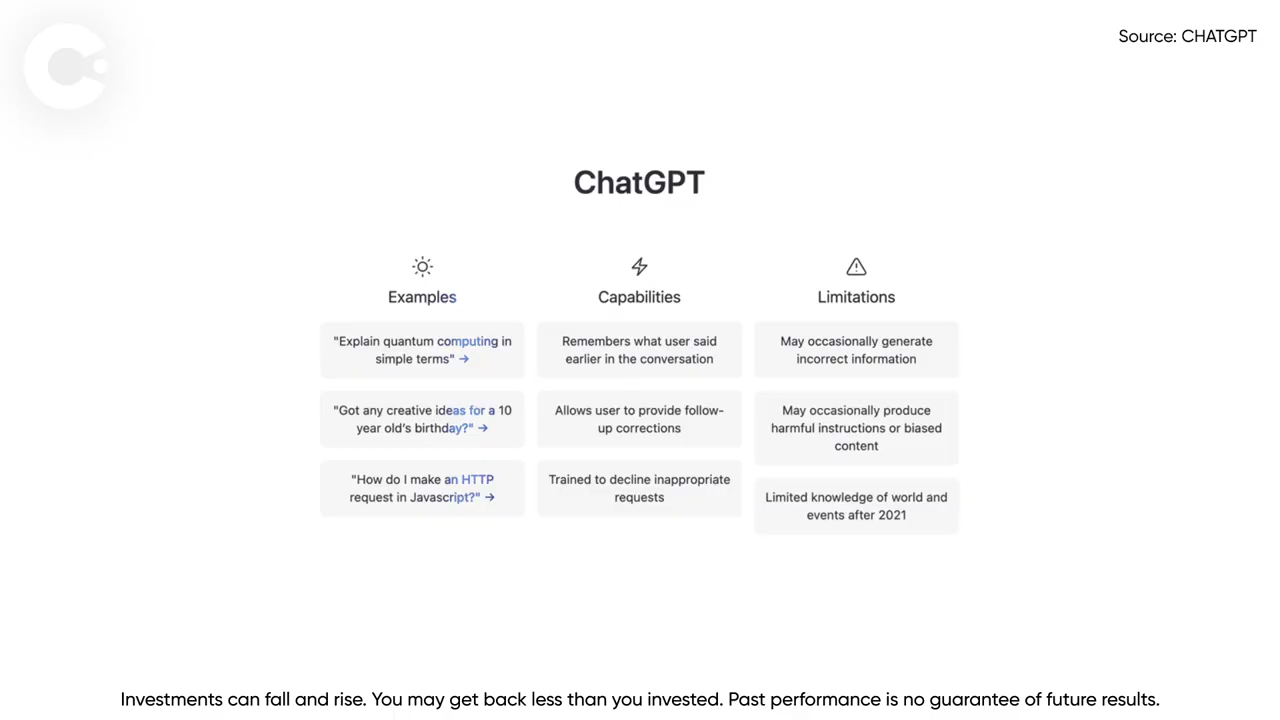 Source: CHATGPT
ChatGPT
Examples
"Explain quantum computing in
simple terms" →
"Got any creative ideas for a 10
year old's birthday?" →
"How do I make an HTTP
request in Javascript?" →
Capabilities
Remembers what user said
earlier in the conversation
Allows user to provide follow-
up corrections
Trained to decline inappropriate
requests
Limitations
May occasionally generate
incorrect information
May occasionally produce
harmful instructions or biased
content
Limited knowledge of world and
events after 2021
Investments can fall and rise. You may get back less than you invested. Past performance is no guarantee of future results.